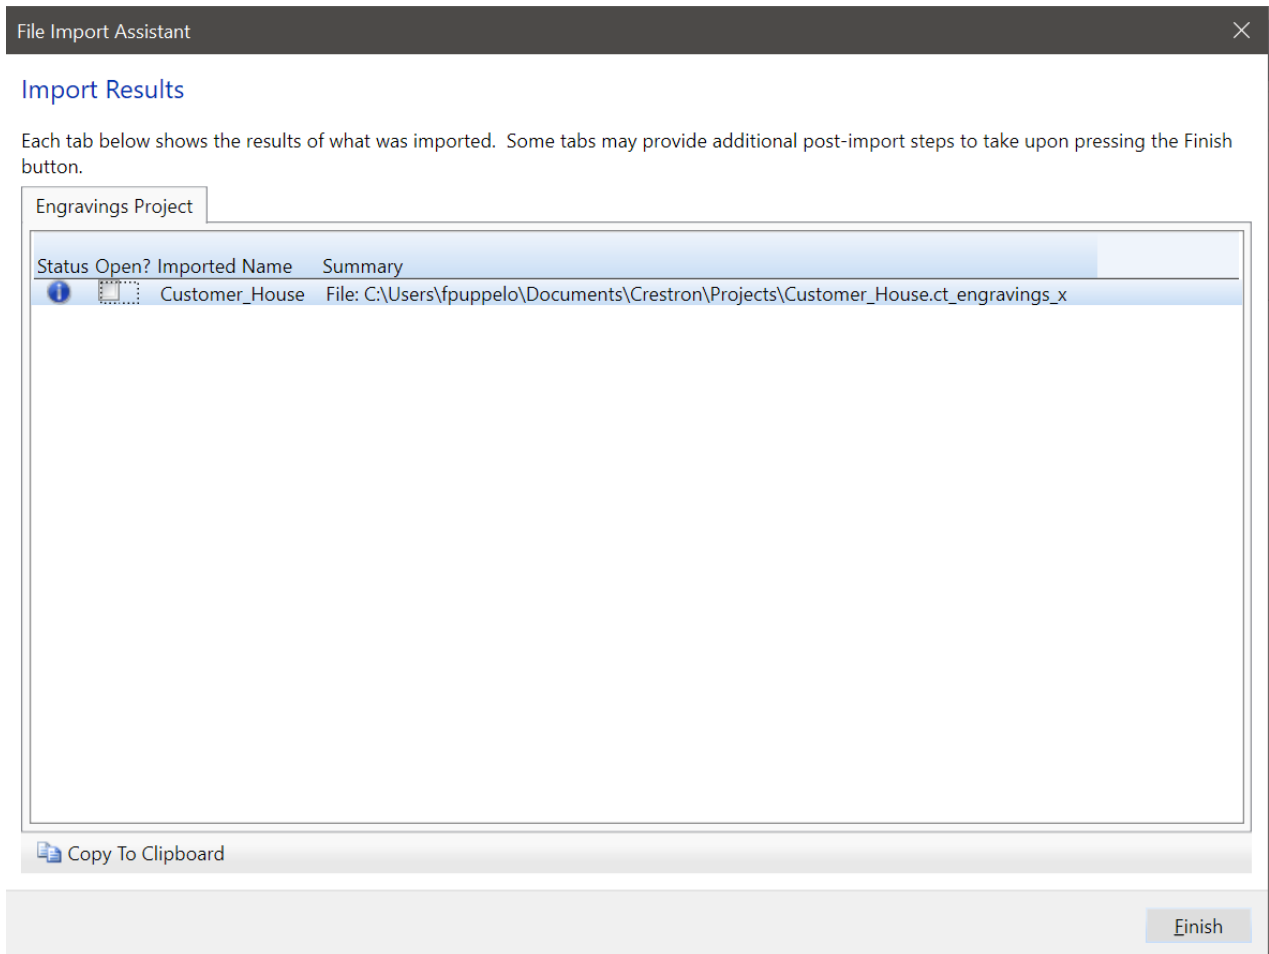 File Import Assistant
Import Results
Each tab below shows the results of what was imported.  Some tabs may provide additional post-import steps to take upon pressing the Finish
button.
Engravings Project
Status Open? Imported Name Summary
Customer_House File: C:\Users\fpuppelo\Documents\Crestron\Projects\Customer_House.ct_engravings_x
Copy To Clipboard
Finish